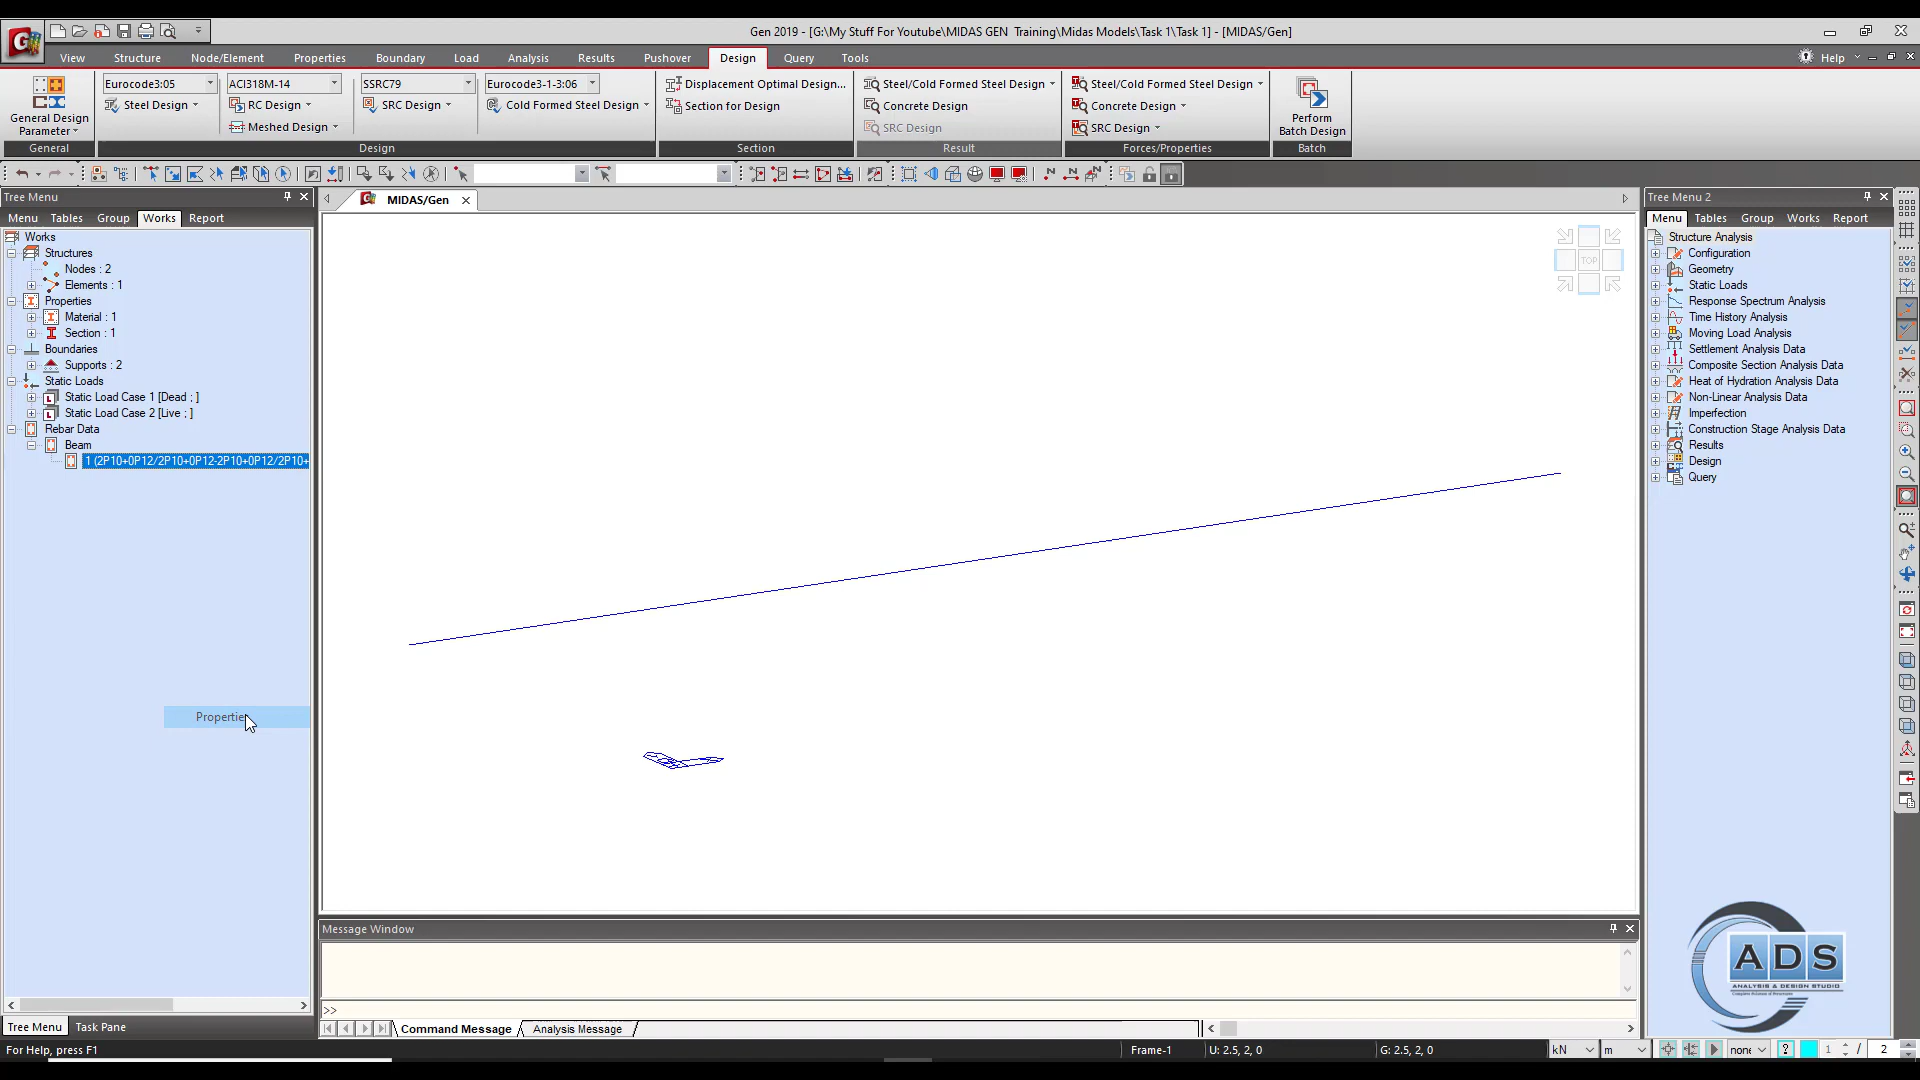 Gen 2019 - [G:\My Stuff For Youtube\MIDAS GEN  Training\Midas Models\Task 1\Task 1] - [MIDAS/Gen]
View Structure Node/Element Properties Boundary Load Analysis Results Pushover Design Query Tools Help
Eurocode3:05 ACI318M-14 SSRC79 Eurocode3-1-3:06 Displacement Optimal Design... Steel/Cold Formed Steel Design Steel/Cold Formed Steel Design
Steel Design RC Design SRC Design Cold Formed Steel Design Section for Design Concrete Design Concrete Design
General Design Parameter Meshed Design SRC Design SRC Design Perform Batch Design
General Design Section Result Forces/Properties Batch
Tree Menu
Menu Tables Group Works Report
Works
Structures
Nodes : 2
Elements : 1
Properties
Material : 1
Section : 1
Boundaries
Supports : 2
Static Loads
Static Load Case 1 [Dead ; ]
Static Load Case 2 [Live ; ]
Rebar Data
Beam
1 (2P10+0P12/2P10+0P12-2P10+0P12/2P10+
Properties
Tree Menu Task Pane
MIDAS/Gen
TOP
Message Window
>>
Command Message Analysis Message
Tree Menu 2
Menu Tables Group Works Report
Structure Analysis
Configuration
Geometry
Static Loads
Response Spectrum Analysis
Time History Analysis
Moving Load Analysis
Settlement Analysis Data
Composite Section Analysis Data
Heat of Hydration Analysis Data
Non-Linear Analysis Data
Imperfection
Construction Stage Analysis Data
Results
Design
Query
ADS
ANALYSIS & DESIGN STUDIO
For Help, press F1 Frame-1 U: 2.5, 2, 0 G: 2.5, 2, 0 kN m none 1 / 2